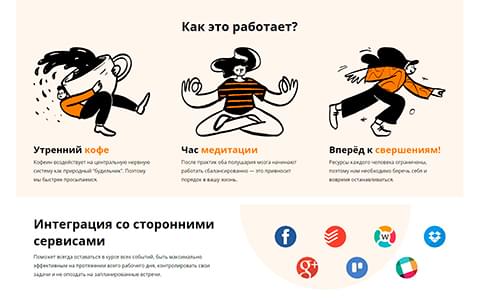 Как это работает?
Утренний кофе
Кофеин воздействует на центральную нервную
систему как природный "будильник". Поэтому
мы быстрее просыпаемся.
Час медитации
После практик оба полушария мозга начинают
работать сбалансированно — это привносит
порядок в вашу жизнь.
Вперёд к свершениям!
Ресурсы каждого человека ограничены,
поэтому нам необходимо беречь себя и
вовремя останавливаться.
Интеграция со сторонними
сервисами
Помогает всегда оставаться в курсе всех событий, быть максимально
эффективным на протяжении всего рабочего дня, контролировать свои
задачи и не опоздать на запланированные встречи.
f
W
g+